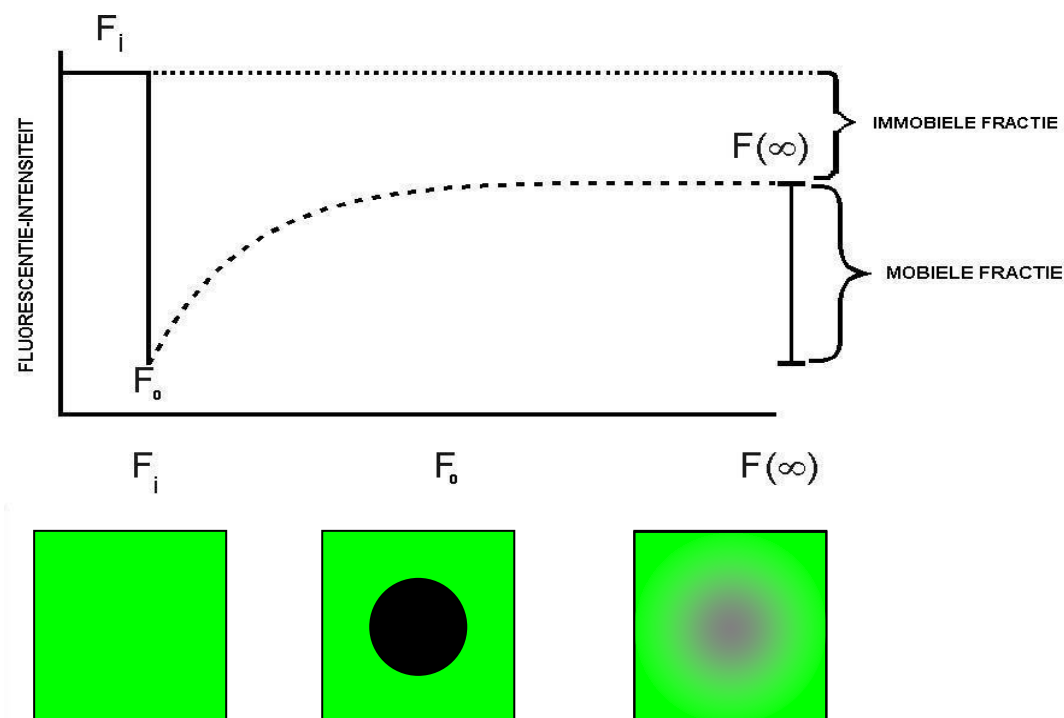 Fi
FLUORESCENTIE-INTENSITEIT
IMMOBIELE FRACTIE
F(∞)
MOBIELE FRACTIE
Fo
Fi
Fo
F(∞)